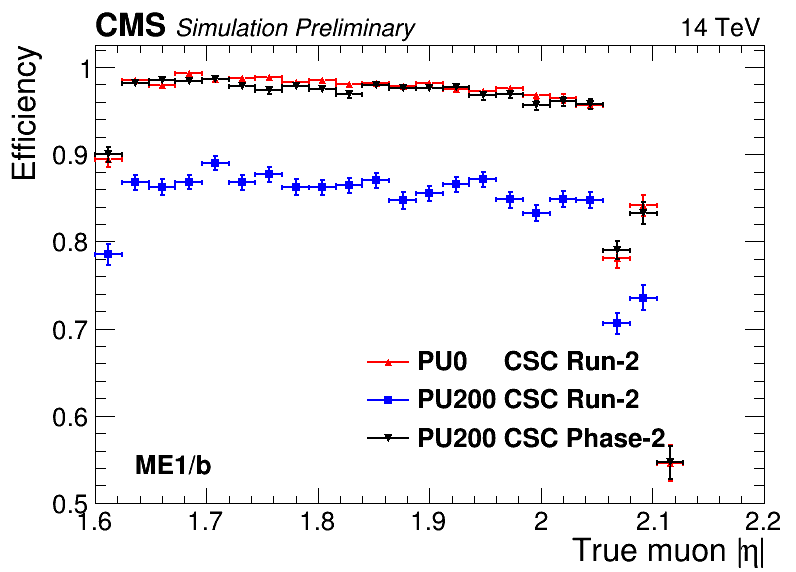 CMS Simulation Preliminary 14 TeV
Efficiency
1
0.9
0.8
0.7
0.6
0.5
PU0 CSC Run-2
PU200 CSC Run-2
PU200 CSC Phase-2
ME1/b
1.6 1.7 1.8 1.9 2 2.1 2.2
True muon |η|